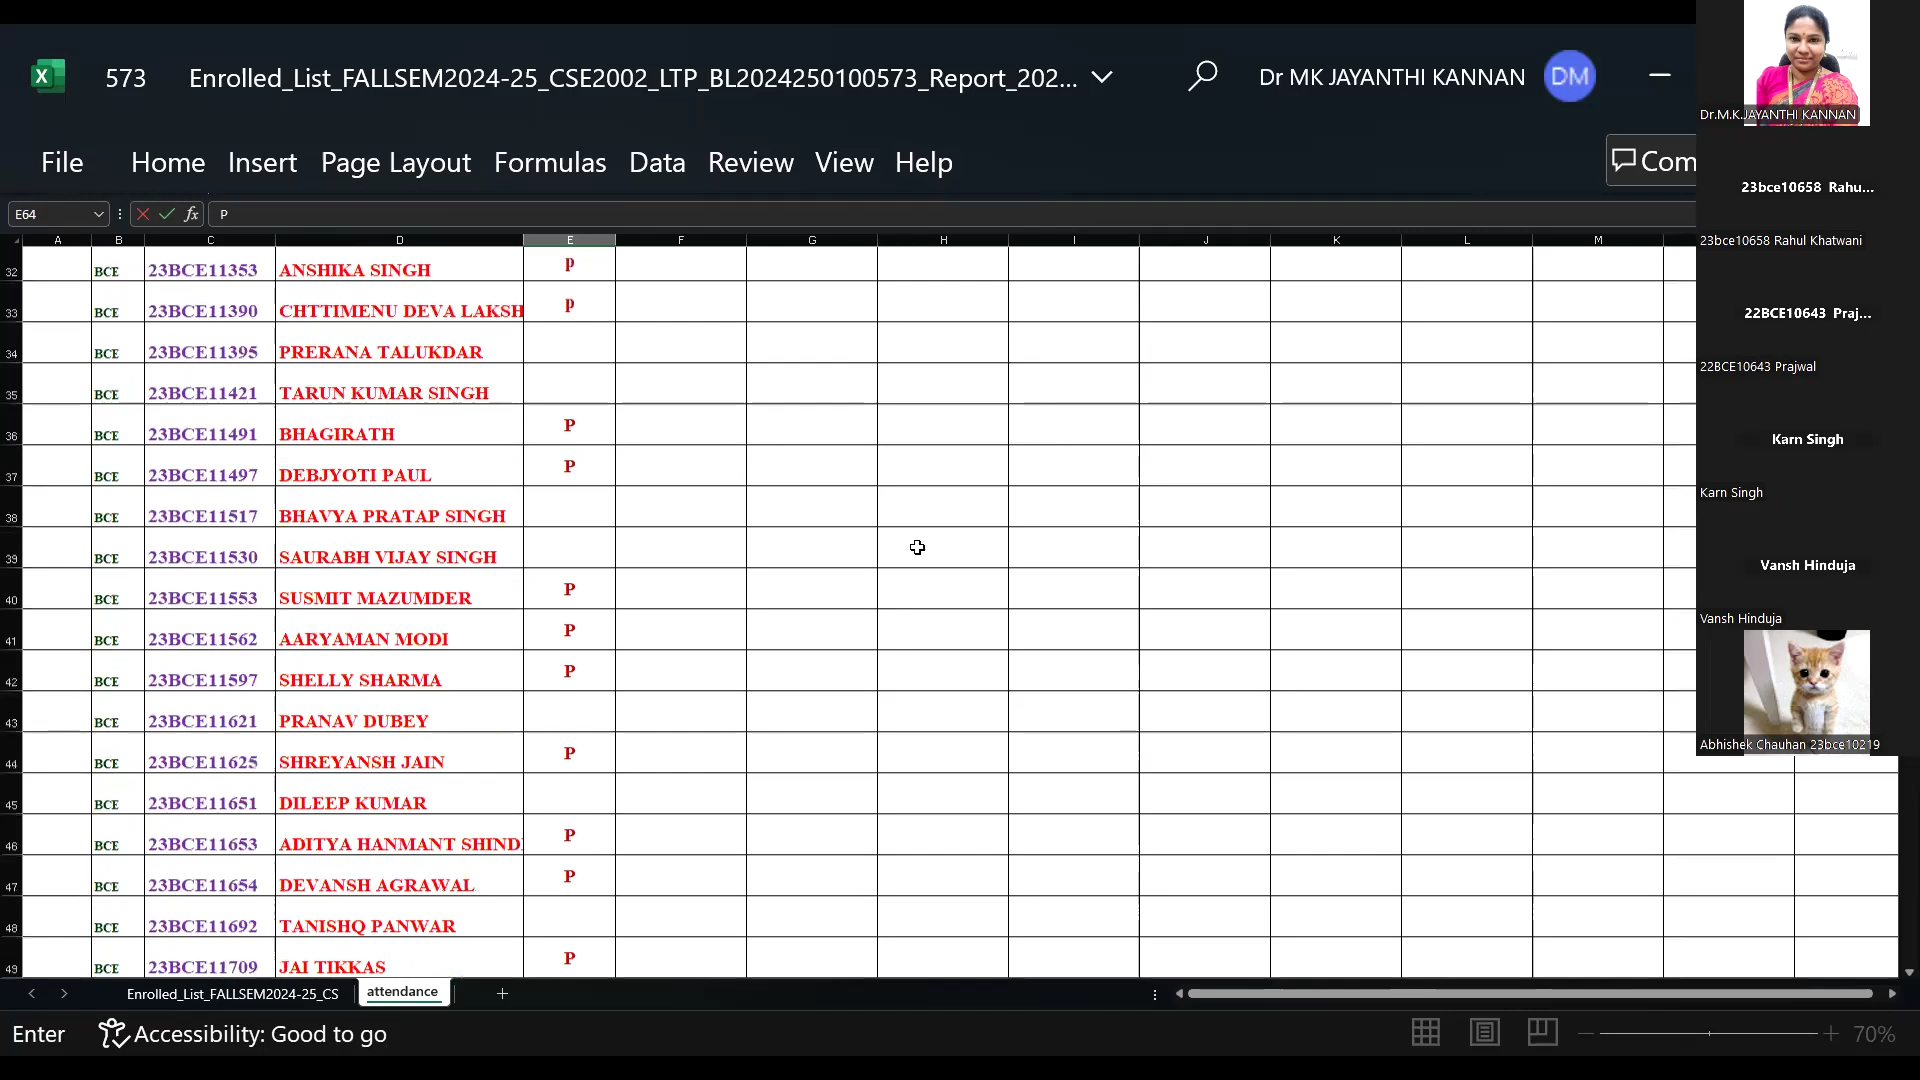 573 Enrolled_List_FALLSEM2024-25_CSE2002_LTP_BL2024250100573_Report_202... Dr MK JAYANTHI KANNAN DM
File Home Insert Page Layout Formulas Data Review View Help Com
E64 fx P
A B C D E F G H I J K L M
32 BCE 23BCE11353 ANSHIKA SINGH p
33 BCE 23BCE11390 CHTTIMENU DEVA LAKSH p
34 BCE 23BCE11395 PRERANA TALUKDAR
35 BCE 23BCE11421 TARUN KUMAR SINGH
36 BCE 23BCE11491 BHAGIRATH P
37 BCE 23BCE11497 DEBJYOTI PAUL P
38 BCE 23BCE11517 BHAVYA PRATAP SINGH
39 BCE 23BCE11530 SAURABH VIJAY SINGH
40 BCE 23BCE11553 SUSMIT MAZUMDER P
41 BCE 23BCE11562 AARYAMAN MODI P
42 BCE 23BCE11597 SHELLY SHARMA P
43 BCE 23BCE11621 PRANAV DUBEY
44 BCE 23BCE11625 SHREYANSH JAIN P
45 BCE 23BCE11651 DILEEP KUMAR
46 BCE 23BCE11653 ADITYA HANMANT SHIND P
47 BCE 23BCE11654 DEVANSH AGRAWAL P
48 BCE 23BCE11692 TANISHQ PANWAR
49 BCE 23BCE11709 JAI TIKKAS P
Enrolled_List_FALLSEM2024-25_CS attendance
Enter Accessibility: Good to go 70%
Dr.M.K.JAYANTHI KANNAN
23bce10658 Rahu...
23bce10658 Rahul Khatwani
22BCE10643 Praj...
22BCE10643 Prajwal
Karn Singh
Karn Singh
Vansh Hinduja
Vansh Hinduja
Abhishek Chauhan 23bce10219